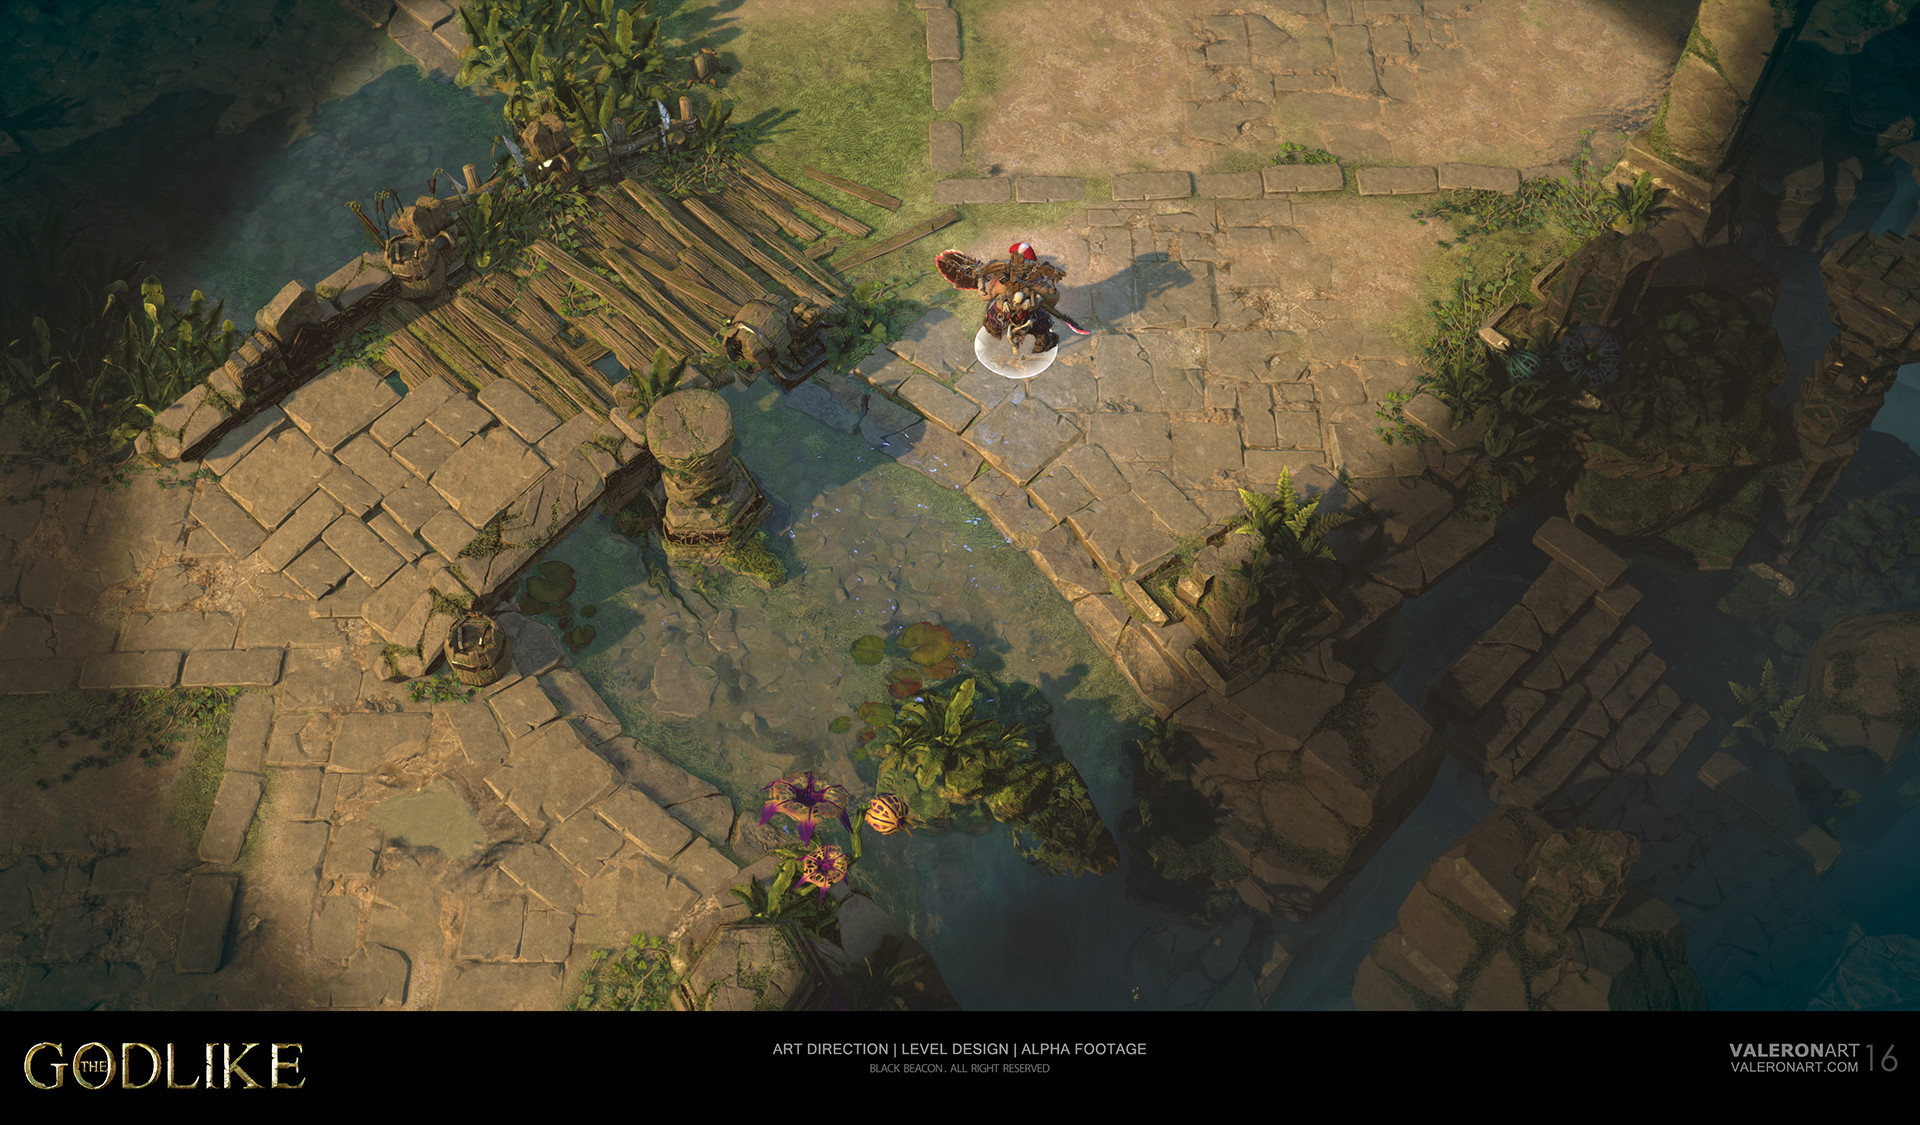 THE GODLIKE
ART DIRECTION | LEVEL DESIGN | ALPHA FOOTAGE
BLACK BEACON. ALL RIGHT RESERVED
VALERONART 16
VALERONART.COM